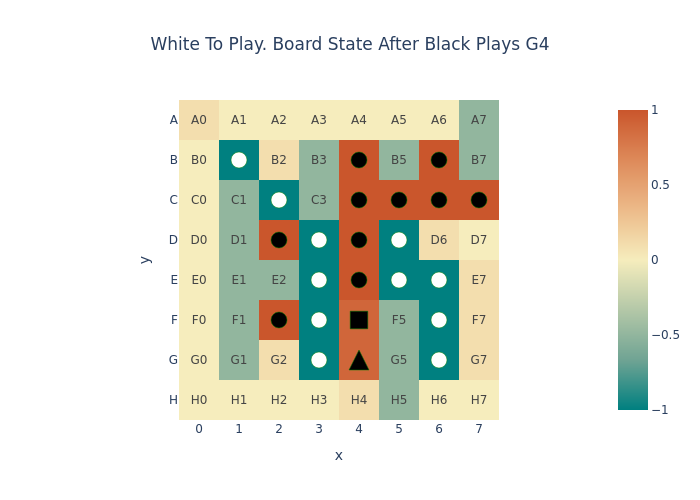 White To Play. Board State After Black Plays G4
A A0 A1 A2 A3 A4 A5 A6 A7 1
B B0 B2 B3 B5 B7
C C0 C1 C3 0.5
D D0 D1 D6 D7 0
y
E E0 E1 E2 E7
F F0 F1 F5 F7 −0.5
G G0 G1 G2 G5 G7
H H0 H1 H2 H3 H4 H5 H6 H7 −1
0 1 2 3 4 5 6 7
x